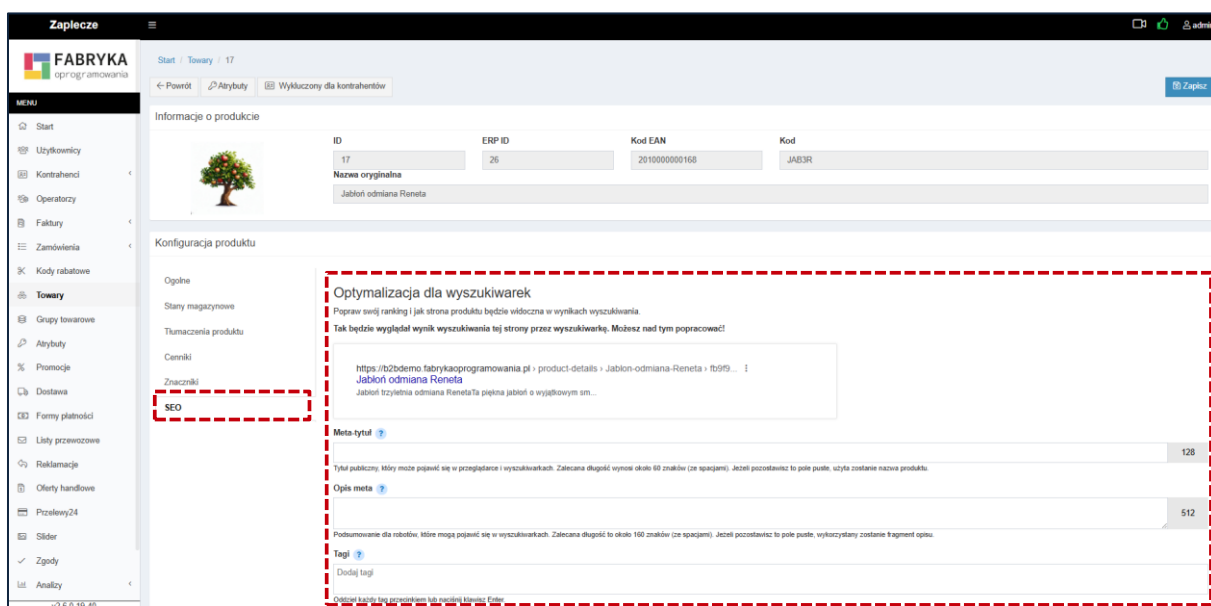 Zaplecze
admin
FABRYKA
oprogramowania
MENU
Start
Użytkownicy
Kontrahenci
Operatorzy
Faktury
Zamówienia
Kody rabatowe
Towary
Grupy towarowe
Atrybuty
Promocje
Dostawa
Formy płatności
Listy przewozowe
Reklamacje
Oferty handlowe
Przelewy24
Slider
Zgody
Analizy
Start / Towary / 17
Powrót Atrybuty Wykluczony dla kontrahentów
Zapisz
Informacje o produkcie
ID ERP ID Kod EAN Kod
17 26 2010000000168 JAB3R
Nazwa oryginalna
Jabłoń odmiana Reneta
Konfiguracja produktu
Ogolne
Stany magazynowe
Tłumaczenia produktu
Cenniki
Znaczniki
SEO
Optymalizacja dla wyszukiwarek
Popraw swój ranking i jak strona produktu będzie widoczna w wynikach wyszukiwania.
Tak będzie wyglądał wynik wyszukiwania tej strony przez wyszukiwarkę. Możesz nad tym popracować!
https://b2bdemo.fabrykaoprogramowania.pl › product-details › Jablon-odmiana-Reneta › fb9f9...
Jabłoń odmiana Reneta
Jabłoń trzyletnia odmiana RenetaTa piękna jabłoń o wyjątkowym sm...
Meta-tytuł ?
128
Tytuł publiczny, który może pojawić się w przeglądarce i wyszukiwarkach. Zalecana długość wynosi około 60 znaków (ze spacjami). Jeżeli pozostawisz to pole puste, użyta zostanie nazwa produktu.
Opis meta ?
512
Podsumowanie dla robotów, które mogą pojawić się w wyszukiwarkach. Zalecana długość to około 160 znaków (ze spacjami). Jeżeli pozostawisz to pole puste, wykorzystany zostanie fragment opisu.
Tagi ?
Dodaj tagi
Oddziel każdy tag przecinkiem lub naciśnij klawisz Enter.